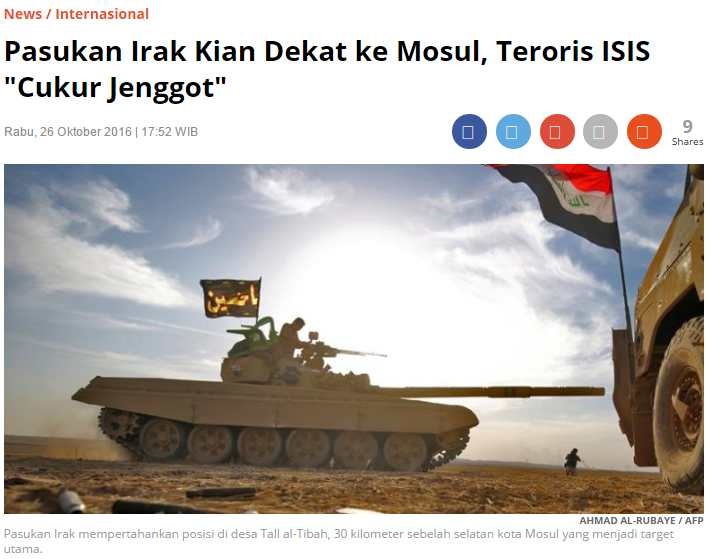 News / Internasional
Pasukan Irak Kian Dekat ke Mosul, Teroris ISIS
"Cukur Jenggot"
Rabu, 26 Oktober 2016 | 17:52 WIB
9
Shares
AHMAD AL-RUBAYE / AFP
Pasukan Irak mempertahankan posisi di desa Tall al-Tibah, 30 kilometer sebelah selatan kota Mosul yang menjadi target
utama.